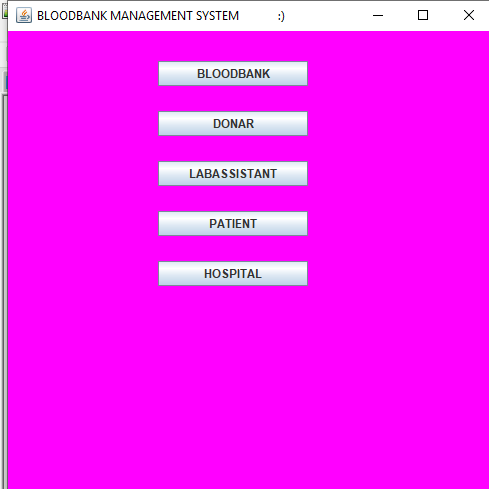 BLOODBANK MANAGEMENT SYSTEM :)
BLOODBANK
DONAR
LABASSISTANT
PATIENT
HOSPITAL